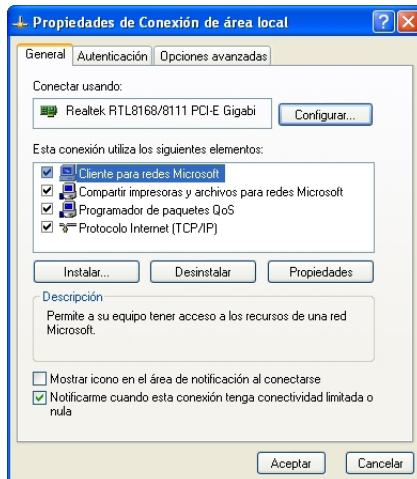 Propiedades de Conexión de área local
General
Autenticación
Opciones avanzadas
Conectar usando:
Realtek RTL8168/8111 PCI-E Gigabi
Configurar...
Esta conexión utiliza los siguientes elementos:
Cliente para redes Microsoft
Compartir impresoras y archivos para redes Microsoft
Programador de paquetes QoS
Protocolo Internet (TCP/IP)
Instalar...
Desinstalar
Propiedades
Descripción
Permite a su equipo tener acceso a los recursos de una red
Microsoft.
Mostrar icono en el área de notificación al conectarse
Notificarme cuando esta conexión tenga conectividad limitada o
nula
Aceptar
Cancelar